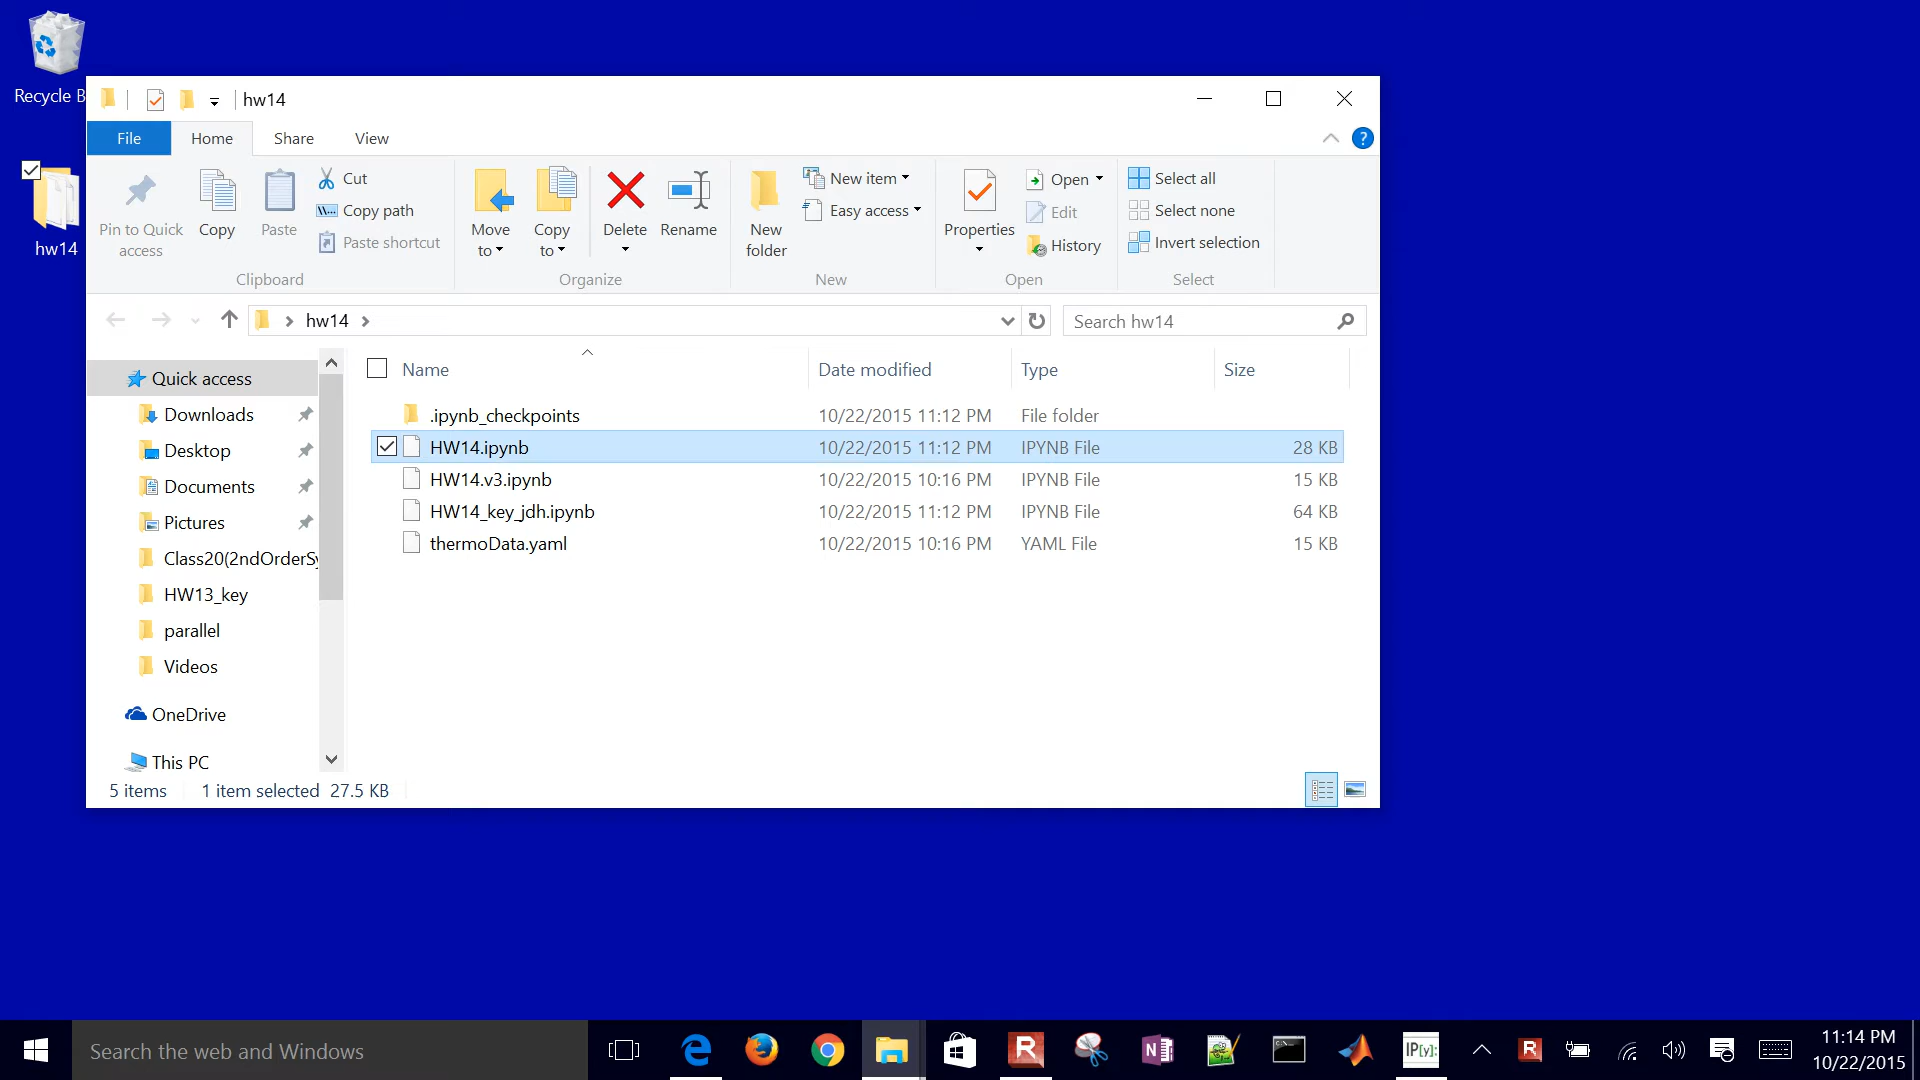 Recycle B
hw14
hw14
File Home Share View
Pin to Quick access
Copy
Paste
Cut
Copy path
Paste shortcut
Clipboard
Move to
Copy to
Delete
Rename
Organize
New folder
New item
Easy access
New
Properties
Open
Edit
History
Open
Select all
Select none
Invert selection
Select
hw14
Search hw14
Quick access
Downloads
Desktop
Documents
Pictures
Class20(2ndOrderSy
HW13_key
parallel
Videos
OneDrive
This PC
Name Date modified Type Size
.ipynb_checkpoints 10/22/2015 11:12 PM File folder
HW14.ipynb 10/22/2015 11:12 PM IPYNB File 28 KB
HW14.v3.ipynb 10/22/2015 10:16 PM IPYNB File 15 KB
HW14_key_jdh.ipynb 10/22/2015 11:12 PM IPYNB File 64 KB
thermoData.yaml 10/22/2015 10:16 PM YAML File 15 KB
5 items 1 item selected 27.5 KB
Search the web and Windows
IP[y]:
11:14 PM
10/22/2015